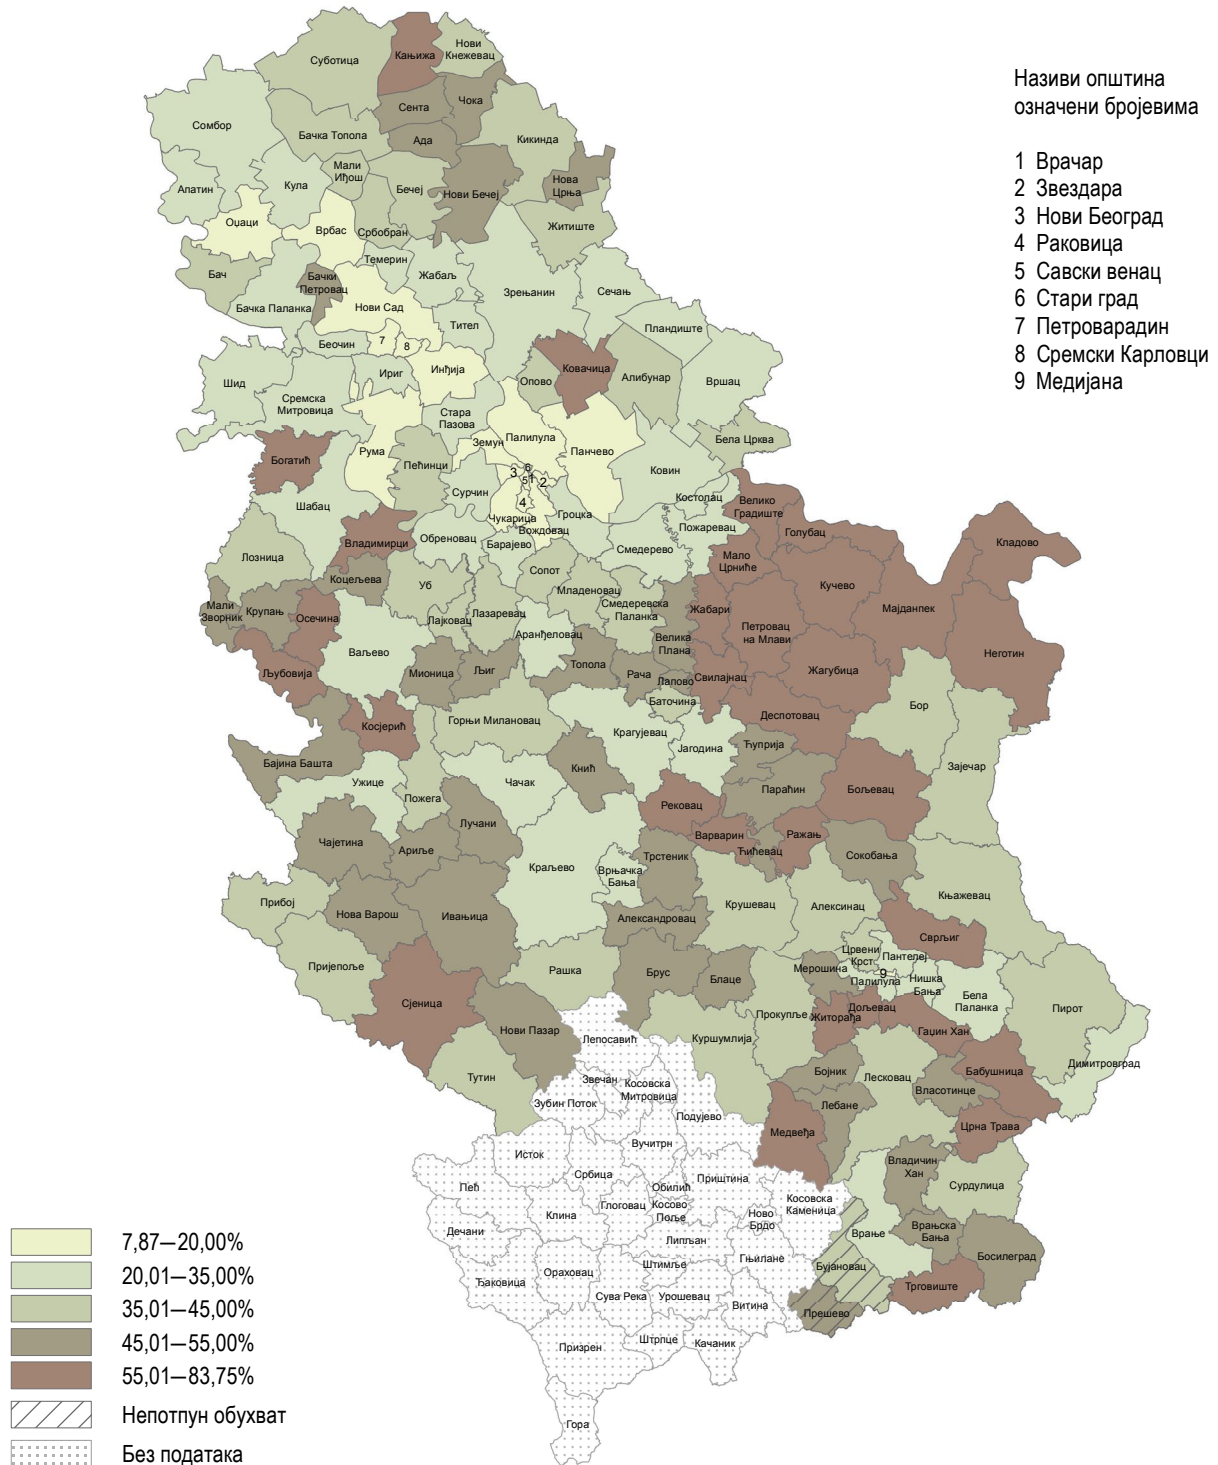 Називи општина
означени бројевима
1 Врачар
2 Звездара
3 Нови Београд
4 Раковица
5 Савски венац
6 Стари град
7 Петроварадин
8 Сремски Карловци
9 Медијана
Суботица
Кањижа
Нови
Кнежевац
Сомбор
Сента
Чока
Бачка Топола
Ада
Кикинда
Апатин
Кула
Мали
Иђош
Бечеј
Нови Бечеј
Нова
Црња
Оџаци
Врбас
Србобран
Житиште
Бач
Бачки
Петровац
Темерин
Жабаљ
Зрењанин
Сечањ
Бачка Паланка
Нови Сад
Тител
Пландиште
Беочин
7
8
Шид
Ириг
Инђија
Опово
Ковачица
Алибунар
Вршац
Сремска
Митровица
Стара
Пазова
Земун
Палилула
Панчево
Бела Црква
Богатић
Рума
Пећинци
3
6
1
5
2
4
Ковин
Шабац
Сурчин
Чукарица
Вождовац
Гроцка
Костолац
Велико
Градиште
Голубац
Кладово
Владимирци
Обреновац
Барајево
Смедерево
Пожаревац
Мало
Црниће
Лозница
Коцељева
Уб
Сопот
Младеновац
Кучево
Мајданпек
Мали
Зворник
Крупањ
Осечина
Лајковац
Лазаревац
Смедеревска
Паланка
Жабари
Петровац
на Млави
Неготин
Ваљево
Аранђеловац
Велика
Плана
Љубовија
Мионица
Љиг
Топола
Рача
Лапово
Свилајнац
Жагубица
Косјерић
Горњи Милановац
Баточина
Деспотовац
Бор
Крагујевац
Јагодина
Ћуприја
Бајина Башта
Ужице
Пожега
Чачак
Кнић
Параћин
Бољевац
Зајечар
Рековац
Чајетина
Ариље
Лучани
Варварин
Ћићевац
Ражањ
Краљево
Врњачка
Бања
Трстеник
Сокобања
Прибој
Нова Варош
Ивањица
Александровац
Крушевац
Алексинац
Књажевац
Сврљиг
Пријепоље
Рашка
Брус
Блаце
Мерошина
Црвени
Крст
Пантелеј
9
Палилула
Нишка
Бања
Бела
Паланка
Пирот
Сјеница
Нови Пазар
Прокупље
Житорађа
Дољевац
Гаџин Хан
Лепосавић
Куршумлија
Димитровград
Тутин
Звечан
Косовска
Митровица
Зубин Поток
Подујево
Бојник
Лесковац
Бабушница
Лебане
Власотинце
Медвеђа
Црна Трава
Исток
Вучитрн
Србица
Пећ
Обилић
Приштина
Косовска
Каменица
Владичин
Хан
Сурдулица
Клина
Глоговац
Косово
Поље
Ново
Брдо
Дечани
Липљан
Врање
Врањска
Бања
Босилеград
Ђаковица
Ораховац
Штимље
Гњилане
Бујановац
Сува Река
Урошевац
Витина
Трговиште
Прешево
Призрен
Штрпце
Качаник
Гора
7,87—20,00%
20,01—35,00%
35,01—45,00%
45,01—55,00%
55,01—83,75%
Непотпун обухват
Без података